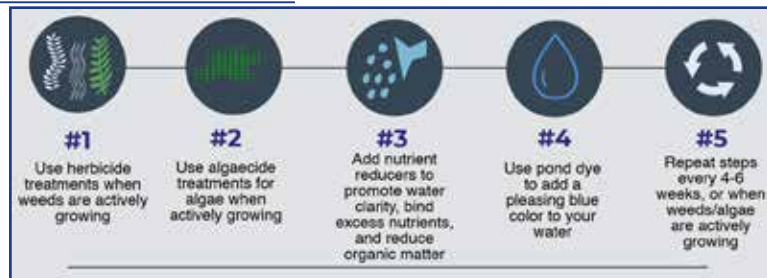 #1
Use herbicide
treatments when
weeds are actively
growing
#2
Use algaecide
treatments for
algae when
actively growing
#3
Add nutrient
reducers to
promote water
clarity, bind
excess nutrients,
and reduce
organic matter
#4
Use pond dye
to add a
pleasing blue
color to your
water
#5
Repeat steps
every 4-6
weeks, or when
weeds/algae
are actively
growing